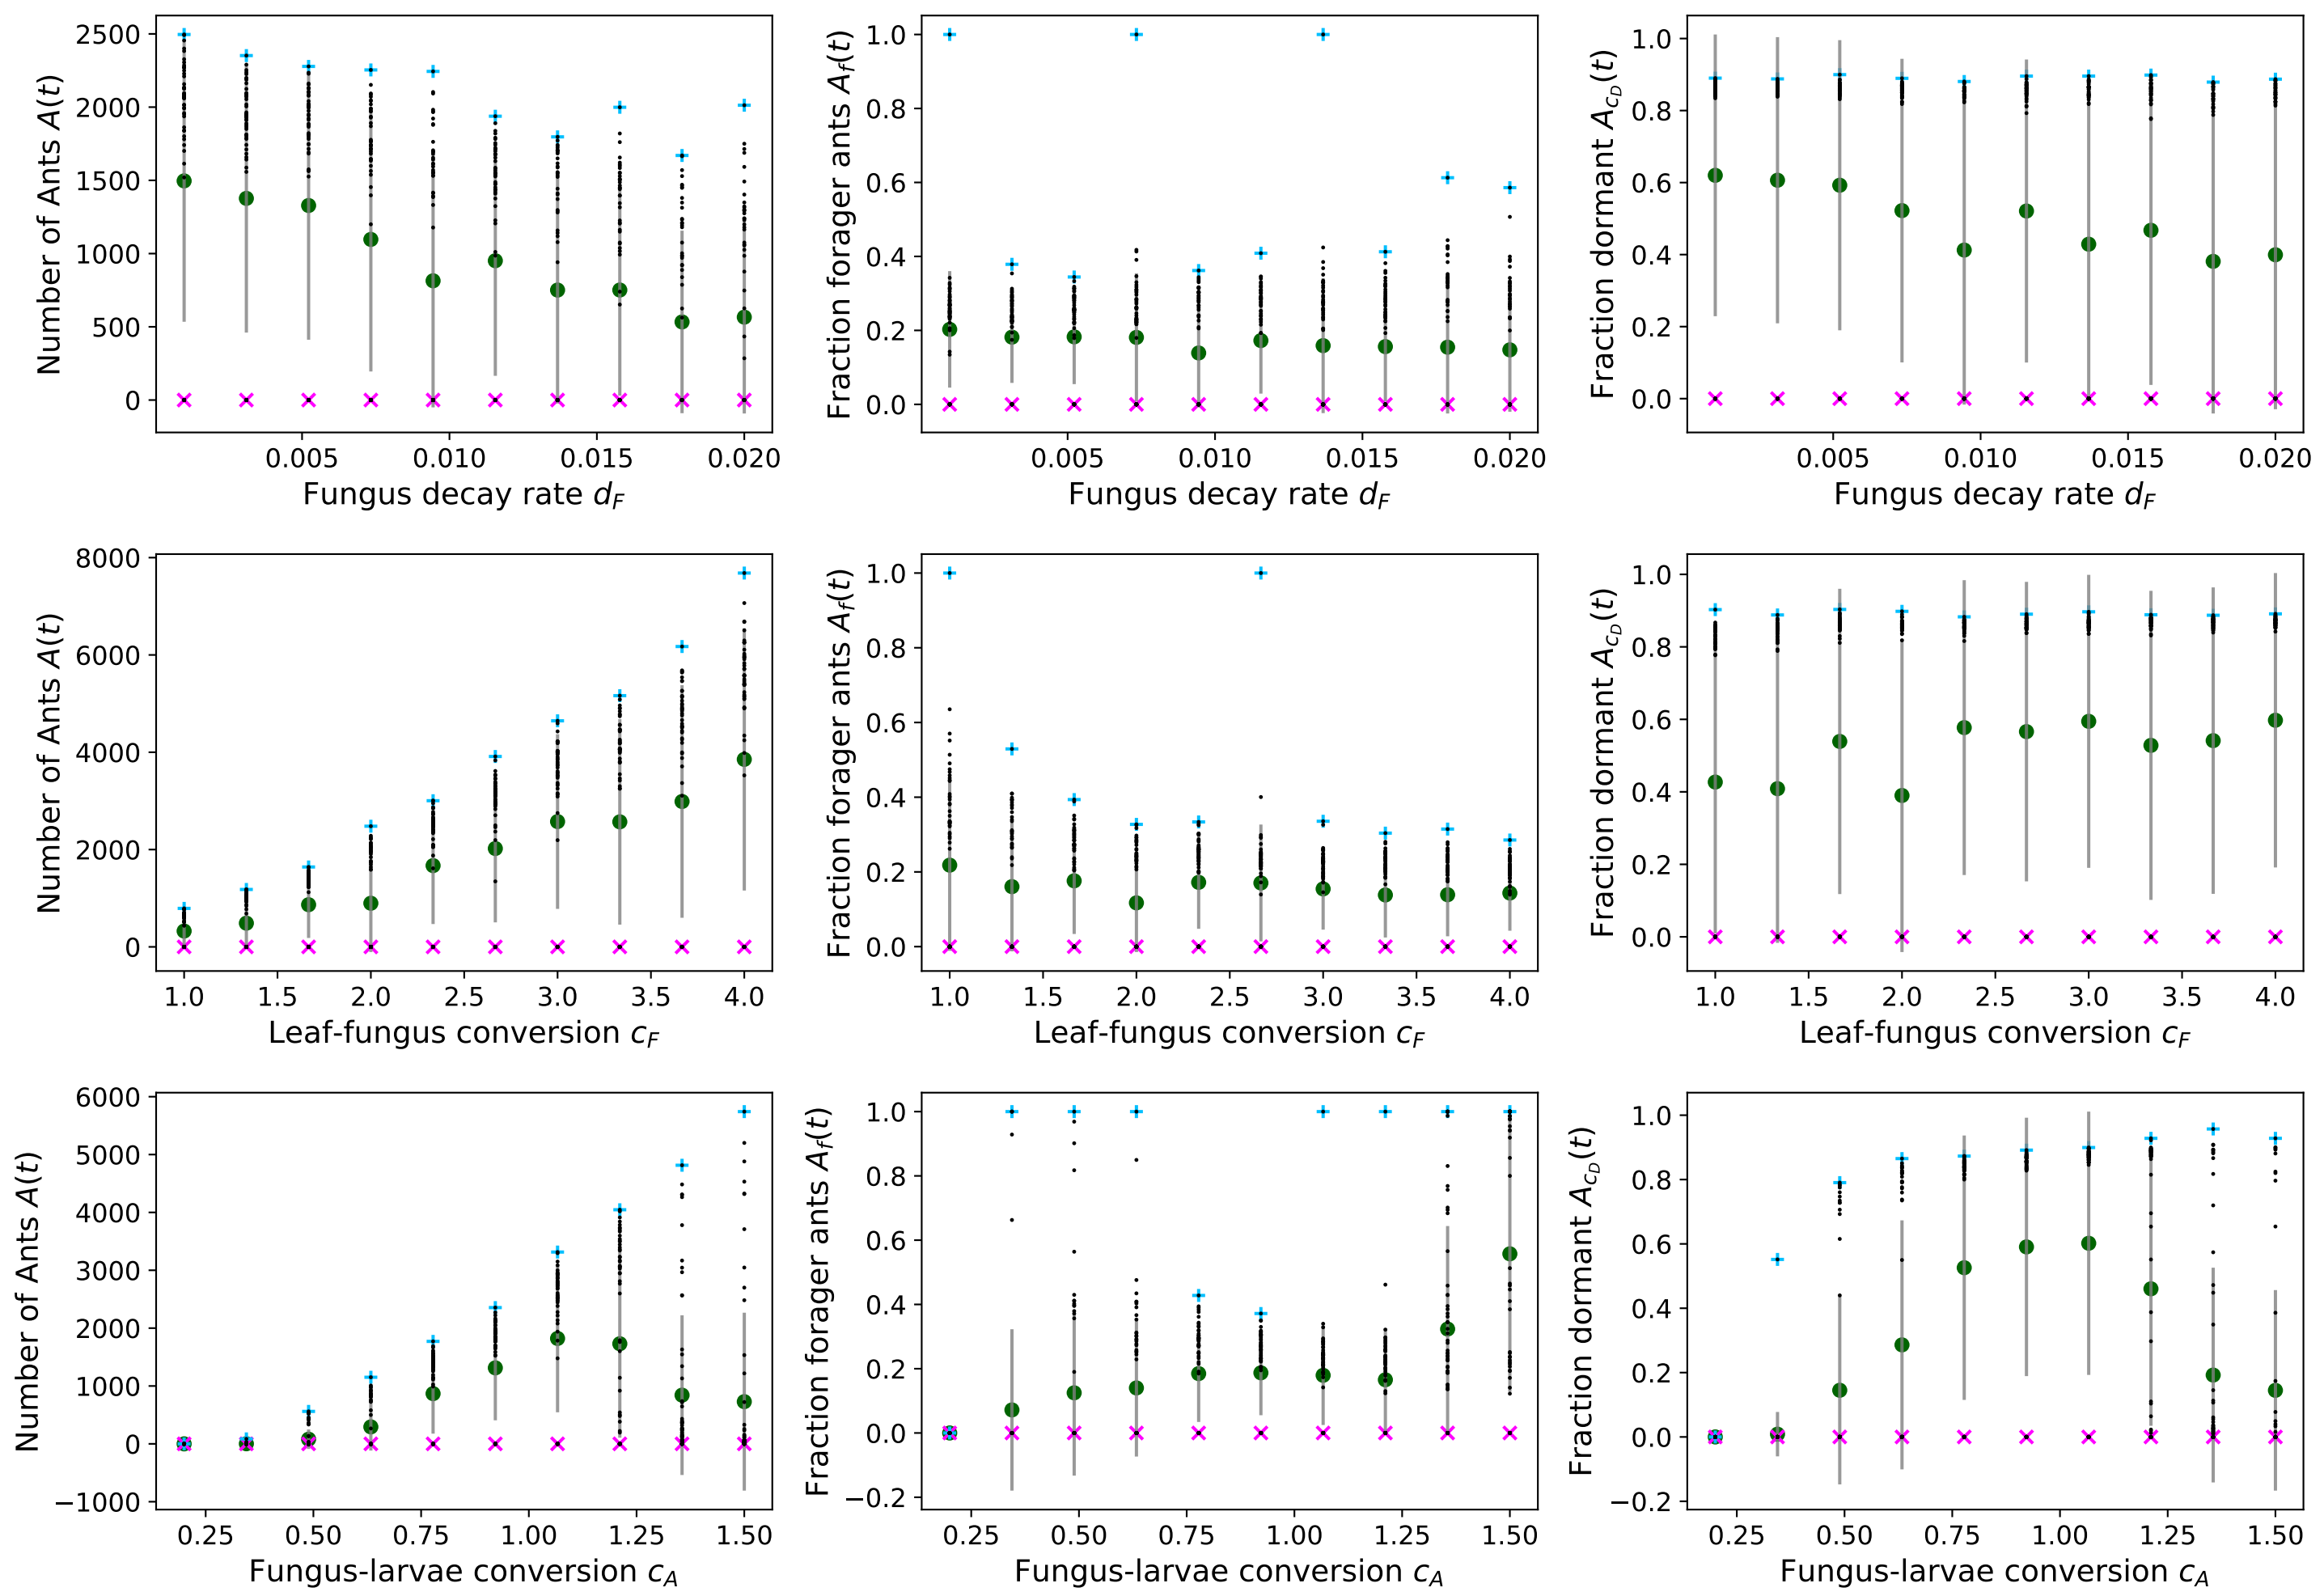 Number of Ants A(t)
2500
2000
1500
1000
500
0
0.005 0.010 0.015 0.020
Fungus decay rate d_F
Fraction forager ants A_f(t)
1.0
0.8
0.6
0.4
0.2
0.0
0.005 0.010 0.015 0.020
Fungus decay rate d_F
Fraction dormant A_{c_D}(t)
1.0
0.8
0.6
0.4
0.2
0.0
0.005 0.010 0.015 0.020
Fungus decay rate d_F
Number of Ants A(t)
8000
6000
4000
2000
0
1.0 1.5 2.0 2.5 3.0 3.5 4.0
Leaf-fungus conversion c_F
Fraction forager ants A_f(t)
1.0
0.8
0.6
0.4
0.2
0.0
1.0 1.5 2.0 2.5 3.0 3.5 4.0
Leaf-fungus conversion c_F
Fraction dormant A_{c_D}(t)
1.0
0.8
0.6
0.4
0.2
0.0
1.0 1.5 2.0 2.5 3.0 3.5 4.0
Leaf-fungus conversion c_F
Number of Ants A(t)
6000
5000
4000
3000
2000
1000
0
−1000
0.25 0.50 0.75 1.00 1.25 1.50
Fungus-larvae conversion c_A
Fraction forager ants A_f(t)
1.0
0.8
0.6
0.4
0.2
0.0
−0.2
0.25 0.50 0.75 1.00 1.25 1.50
Fungus-larvae conversion c_A
Fraction dormant A_{c_D}(t)
1.0
0.8
0.6
0.4
0.2
0.0
−0.2
0.25 0.50 0.75 1.00 1.25 1.50
Fungus-larvae conversion c_A